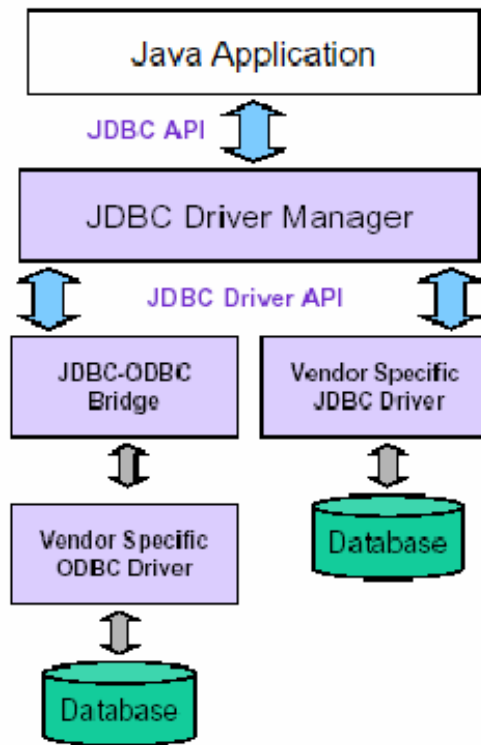 Java Application
JDBC API
JDBC Driver Manager
JDBC Driver API
JDBC-ODBC
Bridge
Vendor Specific
JDBC Driver
Vendor Specific
ODBC Driver
Database
Database